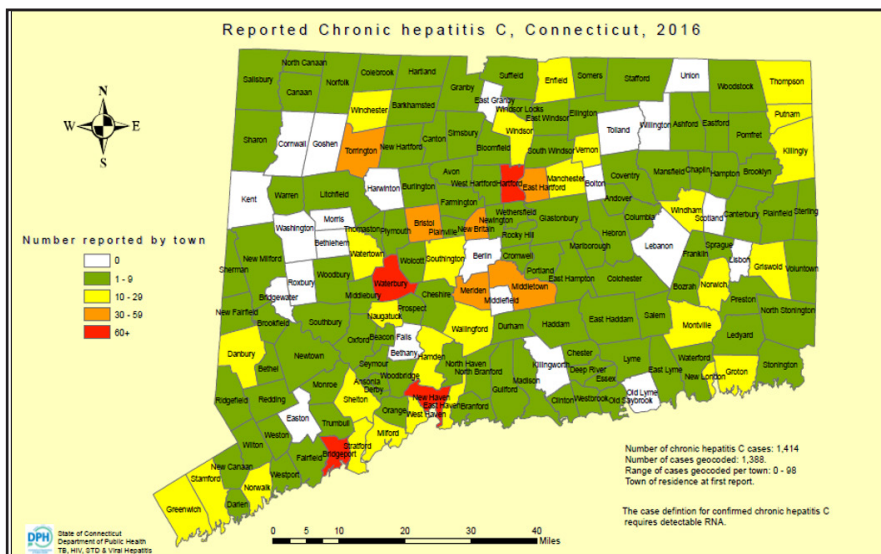 Reported Chronic hepatitis C, Connecticut, 2016
N
W E
S
Number reported by town
0
1 - 9
10 - 29
30 - 59
60+
Salisbury
North Canaan
Canaan
Norfolk
Colebrook
Hartland
Granby
Suffield
East Granby
Windsor Locks
Enfield
Somers
Stafford
Union
Woodstock
Thompson
Putnam
Sharon
Cornwall
Goshen
Winchester
Torrington
Barkhamsted
New Hartford
Canton
Simsbury
Bloomfield
Windsor
East Windsor
South Windsor
Ellington
Vernon
Tolland
Willington
Ashford
Eastford
Pomfret
Killingly
Kent
Warren
Litchfield
Harwinton
Burlington
Avon
Farmington
West Hartford
Hartford
East Hartford
Manchester
Bolton
Coventry
Andover
Mansfield
Chaplin
Hampton
Brooklyn
Washington
Morris
Bethlehem
Thomaston
Plymouth
Bristol
Plainville
New Britain
Newington
Wethersfield
Rocky Hill
Glastonbury
Hebron
Columbia
Windham
Scotland
Canterbury
Plainfield
Sterling
Sherman
New Milford
Roxbury
Woodbury
Watertown
Waterbury
Wolcott
Southington
Berlin
Cromwell
Portland
East Hampton
Marlborough
Colchester
Lebanon
Franklin
Sprague
Lisbon
Griswold
Voluntown
Bridgewater
Middlebury
Naugatuck
Prospect
Cheshire
Meriden
Middletown
Middlefield
Bozrah
Norwich
Preston
North Stonington
New Fairfield
Brookfield
Southbury
Oxford
Beacon Falls
Bethany
Hamden
Wallingford
Durham
Haddam
East Haddam
Salem
Montville
Ledyard
Danbury
Bethel
Newtown
Seymour
Woodbridge
North Haven
North Branford
Guilford
Madison
Killingworth
Chester
Deep River
Essex
Lyme
East Lyme
Waterford
New London
Groton
Stonington
Ridgefield
Redding
Monroe
Shelton
Ansonia
Derby
Orange
New Haven
West Haven
East Haven
Branford
Clinton
Westbrook
Old Saybrook
Old Lyme
Easton
Trumbull
Stratford
Milford
Wilton
Weston
Fairfield
Bridgeport
New Canaan
Westport
Norwalk
Darien
Stamford
Greenwich
Number of chronic hepatitis C cases: 1,414
Number of cases geocoded: 1,388.
Range of cases geocoded per town: 0 - 98
Town of residence at first report.
The case defintion for confirmed chronic hepatitis C
requires detectable RNA.
DPH
State of Connecticut
Department of Public Health
TB, HIV, STD & Viral Hepatitis
0 5 10 20 30 40
Miles